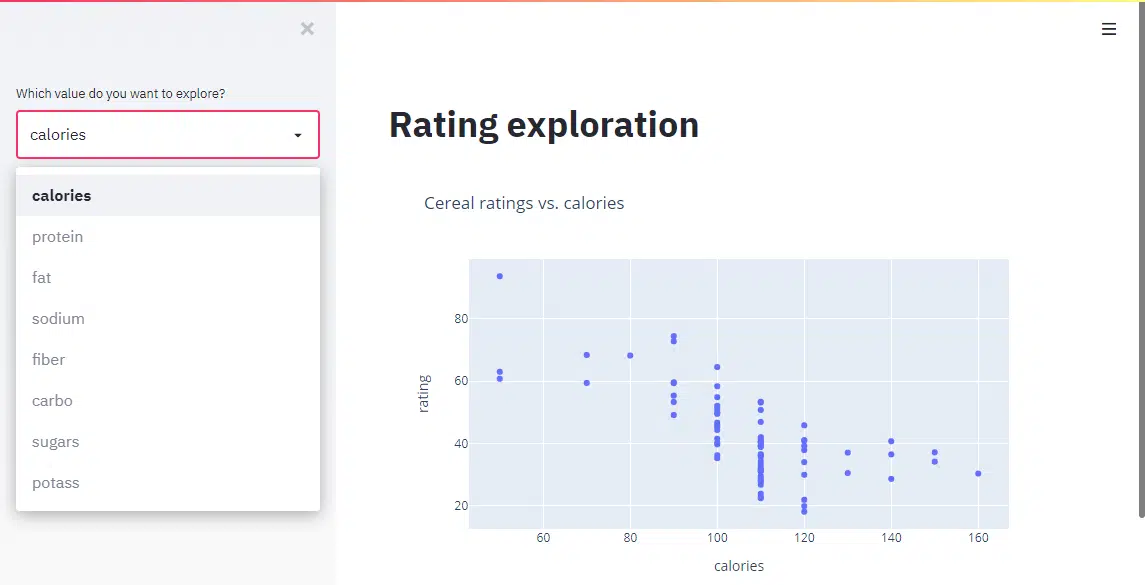 Which value do you want to explore?
calories
calories
protein
fat
sodium
fiber
carbo
sugars
potass
Rating exploration
Cereal ratings vs. calories
80
60
40
20
rating
60 80 100 120 140 160
calories